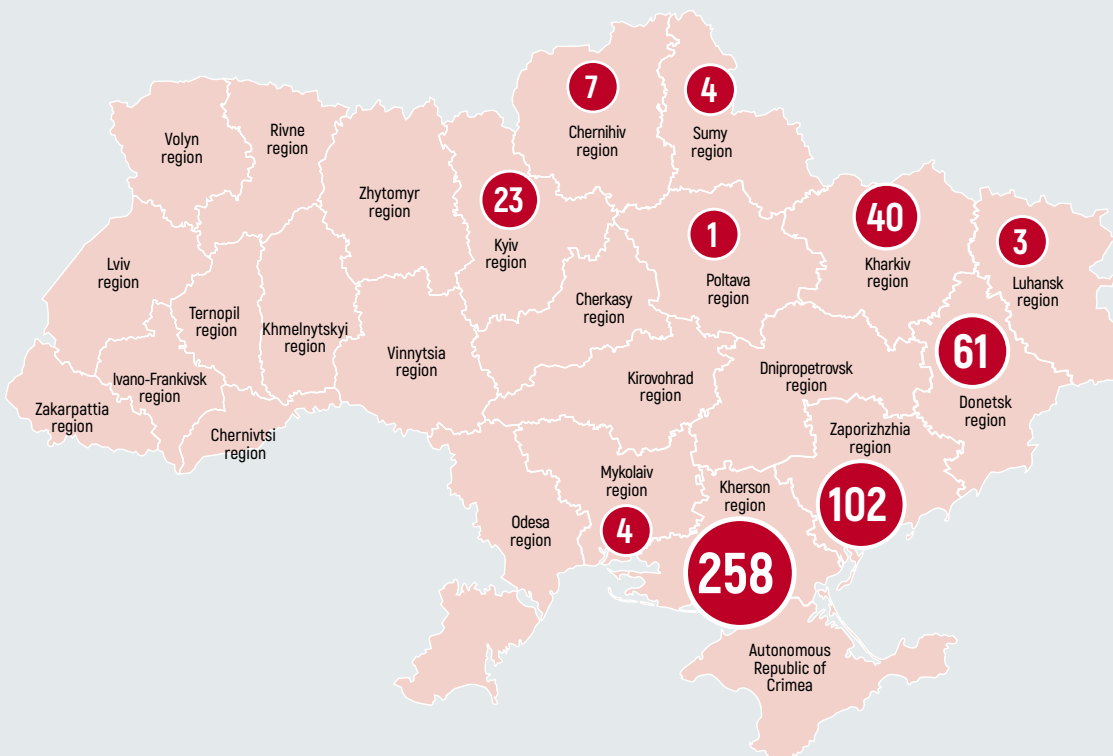 7
Chernihiv
region
4
Sumy
region
Volyn
region
Rivne
region
Zhytomyr
region
23
Kyiv
region
1
Poltava
region
40
Kharkiv
region
3
Luhansk
region
Lviv
region
Ternopil
region
Khmelnytskyi
region
Vinnytsia
region
Cherkasy
region
61
Donetsk
region
Zakarpattia
region
Ivano-Frankivsk
region
Chernivtsi
region
Kirovohrad
region
Dnipropetrovsk
region
Zaporizhzhia
region
102
Odesa
region
Mykolaiv
region
4
Kherson
region
258
Autonomous
Republic of
Crimea